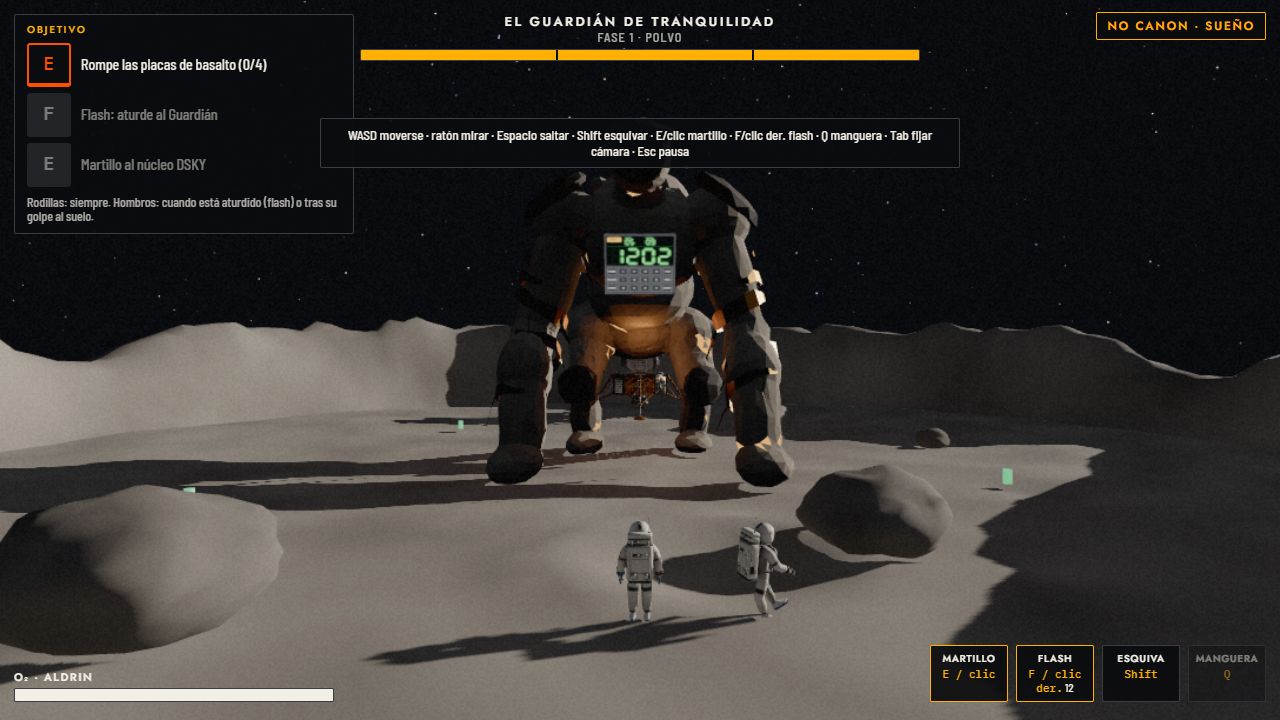 OBJETIVO
E Rompe las placas de basalto (0/4)
F Flash: aturde al Guardián
E Martillo al núcleo DSKY
Rodillas: siempre. Hombros: cuando está aturdido (flash) o tras su
golpe al suelo.
EL GUARDIÁN DE TRANQUILIDAD
FASE 1 · POLVO
NO CANON · SUEÑO
WASD moverse · ratón mirar · Espacio saltar · Shift esquivar · E/clic martillo · F/clic der. flash · Q manguera · Tab fijar
cámara · Esc pausa
1202
O₂ · ALDRIN
MARTILLO
E / clic
FLASH
F / clic
der. 12
ESQUIVA
Shift
MANGUERA
Q